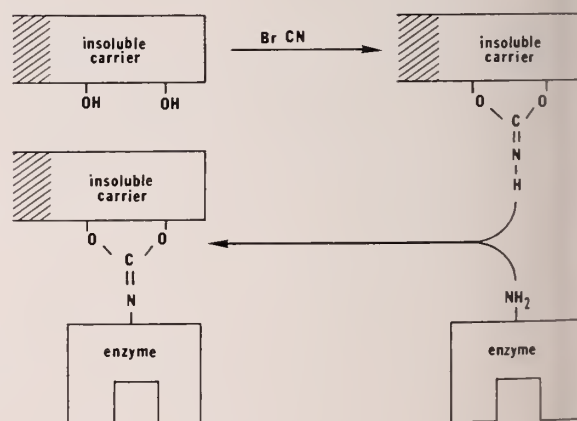 insoluble
carrier
OH OH
Br CN
insoluble
carrier
O O
C
N
H
NH2
enzyme
insoluble
carrier
O O
C
N
enzyme